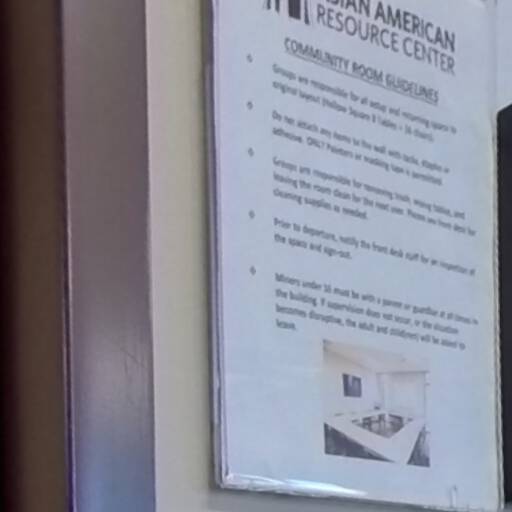 SIAN AMERICAN
RESOURCE CENTER
COMMUNITY ROOM GUIDELINES
Groups are responsible for all setup and returning space to
original layout (Hollow Square 8 Tables – 16 chairs).
Do not attach any items to the wall with tacks, staples or
adhesive. ONLY Painters or masking tape is permitted.
Groups are responsible for removing trash, wiping tables, and
leaving the room clean for the next user. Please see front desk for
cleaning supplies as needed.
Prior to departure, notify the front desk staff for an inspection of
the space and sign-out.
Minors under 16 must be with a parent or guardian at all times in
the building. If supervision does not occur, or the situation
becomes disruptive, the adult and child(ren) will be asked to
leave.